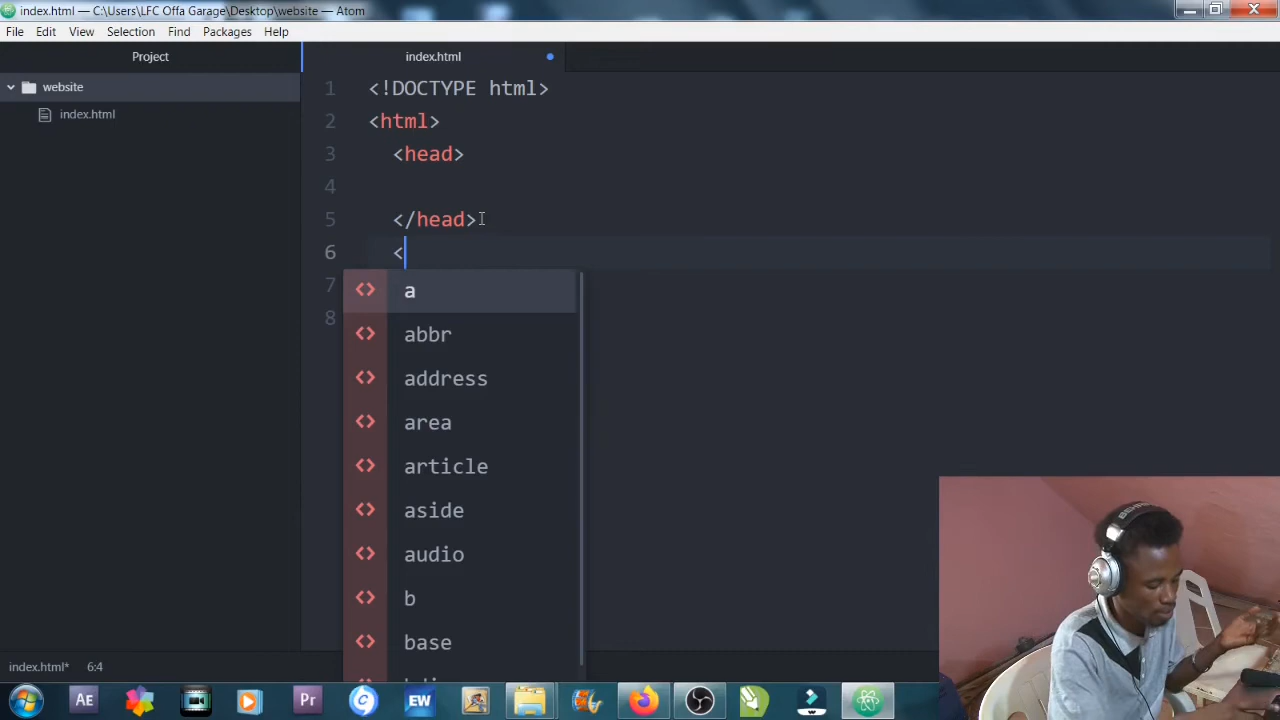 index.html — C:\Users\LFC Offa Garage\Desktop\website — Atom
File Edit View Selection Find Packages Help
Project
index.html
website
index.html
1 <!DOCTYPE html>
2 <html>
3 <head>
4
5 </head>
6 <
7
8
a
abbr
address
area
article
aside
audio
b
base
index.html* 6:4
Ae
Pr
EW